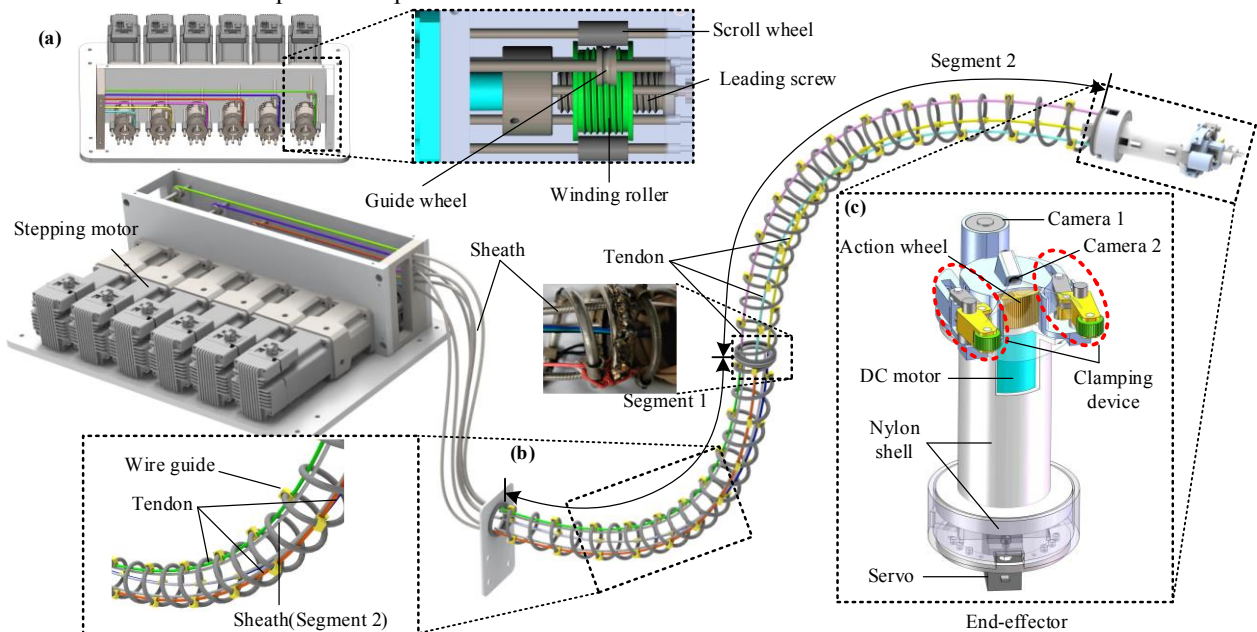 (a)
Scroll wheel
Leading screw
Guide wheel
Winding roller
Segment 2
Stepping motor
Sheath
Tendon
Segment 1
(b)
Wire guide
Tendon
Sheath(Segment 2)
(c)
Camera 1
Action wheel
Camera 2
DC motor
Clamping
device
Nylon
shell
Servo
End-effector